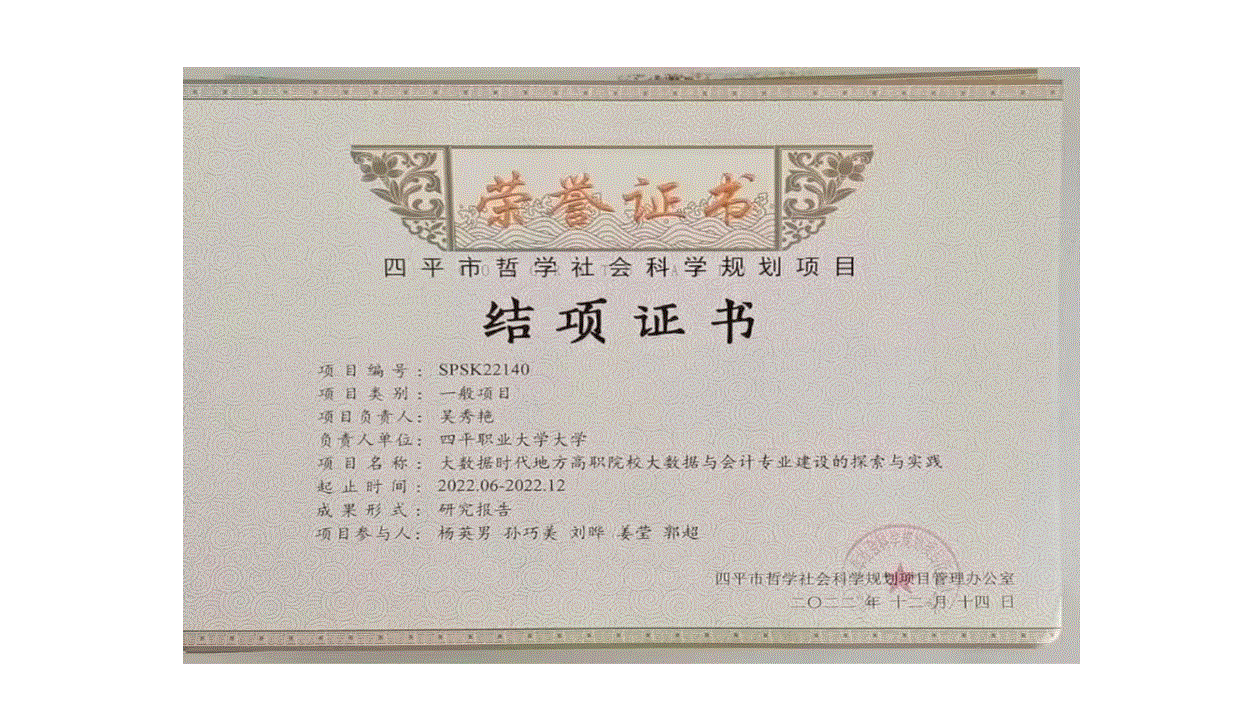 荣誉证书
四平市哲学社会科学规划项目
结项证书
项目编号：SPSK22140
项目类别：一般项目
项目负责人：吴秀艳
负责人单位：四平职业大学大学
项目名称：大数据时代地方高职院校大数据与会计专业建设的探索与实践
起止时间：2022.06-2022.12
成果形式：研究报告
项目参与人：杨英男 孙巧美 刘晔 姜莹 郭超
四平市哲学社会科学规划项目管理办公室
二〇二二年十二月十四日